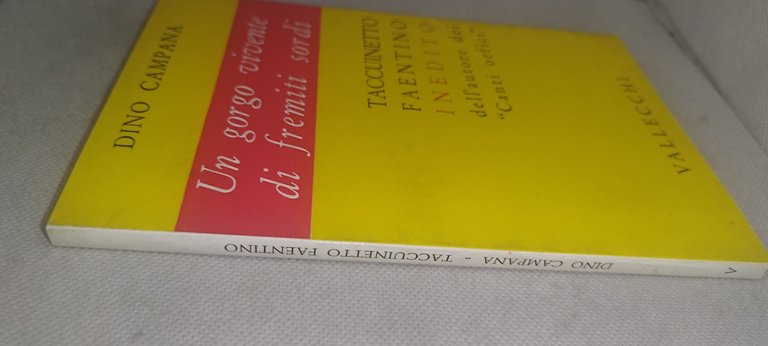 DINO CAMPANA
Un gorgo vivente
di fremiti sordi
TACCUINETTO
FAENTINO
INEDITO
dell'autore dei
"Canti orfici"
VALLECCHI
DINO CAMPANA - TACCUINETTO FAENTINO
V